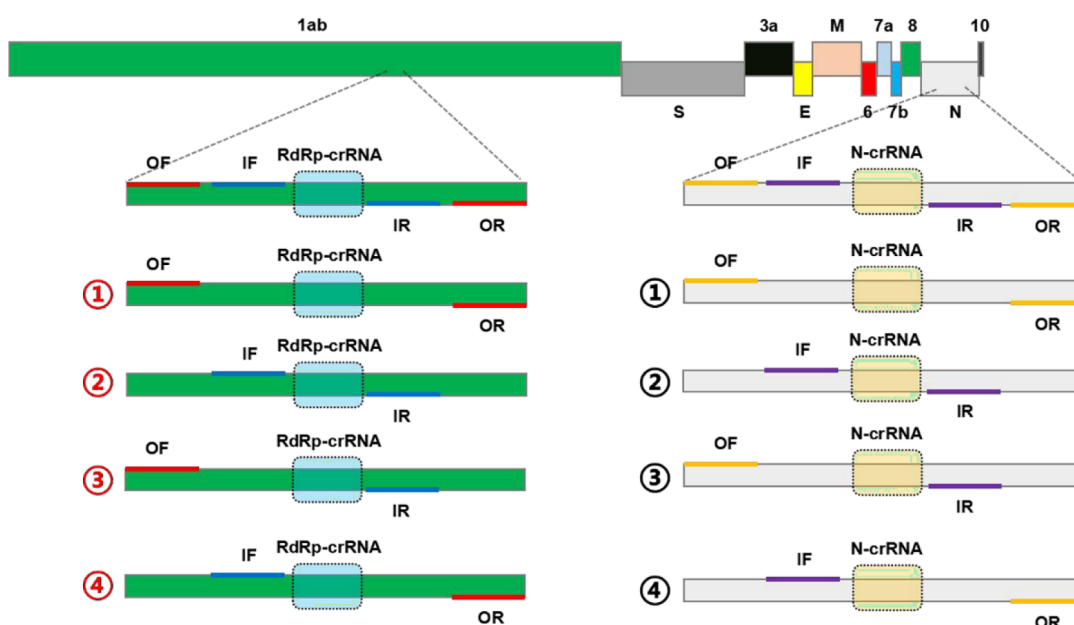 1ab 3a M 7a 8 10
S E 6 7b N
OF IF RdRp-crRNA
IR OR
OF IF N-crRNA
IR OR
① OF RdRp-crRNA
OR
① OF N-crRNA
OR
② IF RdRp-crRNA
IR
② IF N-crRNA
IR
③ OF RdRp-crRNA
IR
③ OF N-crRNA
IR
④ IF RdRp-crRNA
OR
④ IF N-crRNA
OR